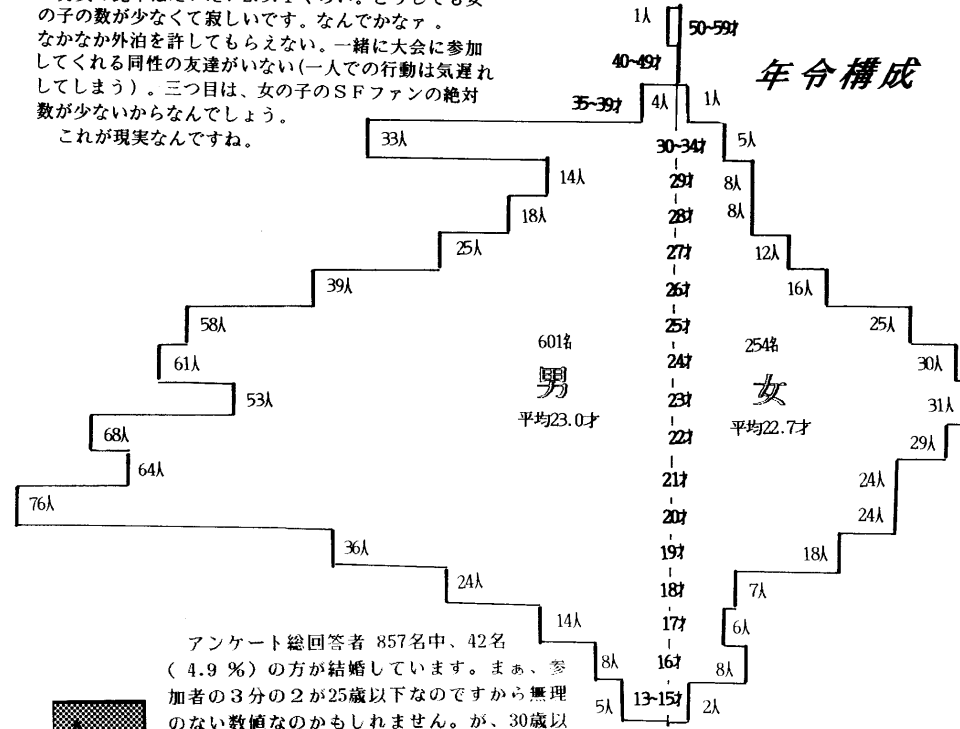 の子の数が少なくて寂しいです。なんでかなァ。
なかなか外泊を許してもらえない。一緒に大会に参加
してくれる同性の友達がいない(一人での行動は気遅れ
してしまう)。三つ目は、女の子のSFファンの絶対
数が少ないからなんでしょう。
これが現実なんですね。
年令構成
1人 50~59才
40~49才
35~39才 4人 1人
33人 30~34才 5人
14人 29才 8人
18人 28才 8人
25人 27才 12人
39人 26才 16人
58人 25才 25人
601名 254名
61人 24才 30人
男 女
53人 23才 31人
平均23.0才 平均22.7才
68人 22才 29人
64人 21才 24人
76人 20才 24人
36人 19才 18人
24人 18才 7人
14人 17才 6人
8人 16才 8人
5人 13~15才 2人
アンケート総回答者 857名中、42名
( 4.9 %)の方が結婚しています。まぁ、参
加者の3分の2が25歳以下なのですから無理
のない数値なのかもしれません。が、30歳以